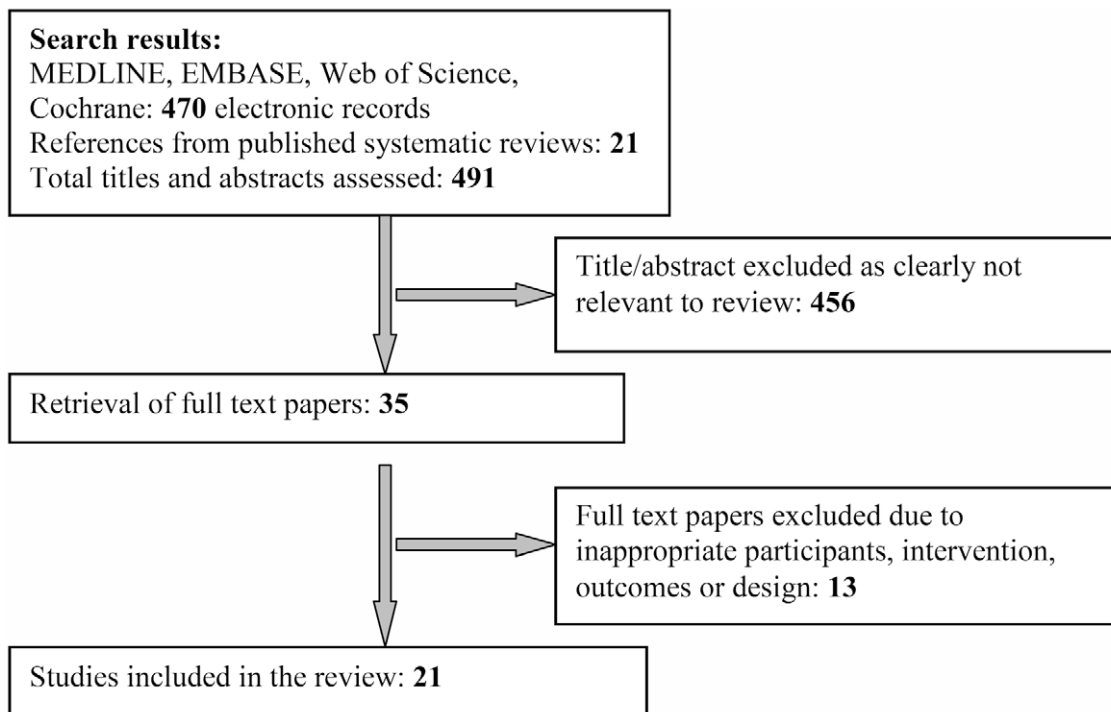 Search results:
MEDLINE, EMBASE, Web of Science,
Cochrane: 470 electronic records
References from published systematic reviews: 21
Total titles and abstracts assessed: 491
Title/abstract excluded as clearly not
relevant to review: 456
Retrieval of full text papers: 35
Full text papers excluded due to
inappropriate participants, intervention,
outcomes or design: 13
Studies included in the review: 21